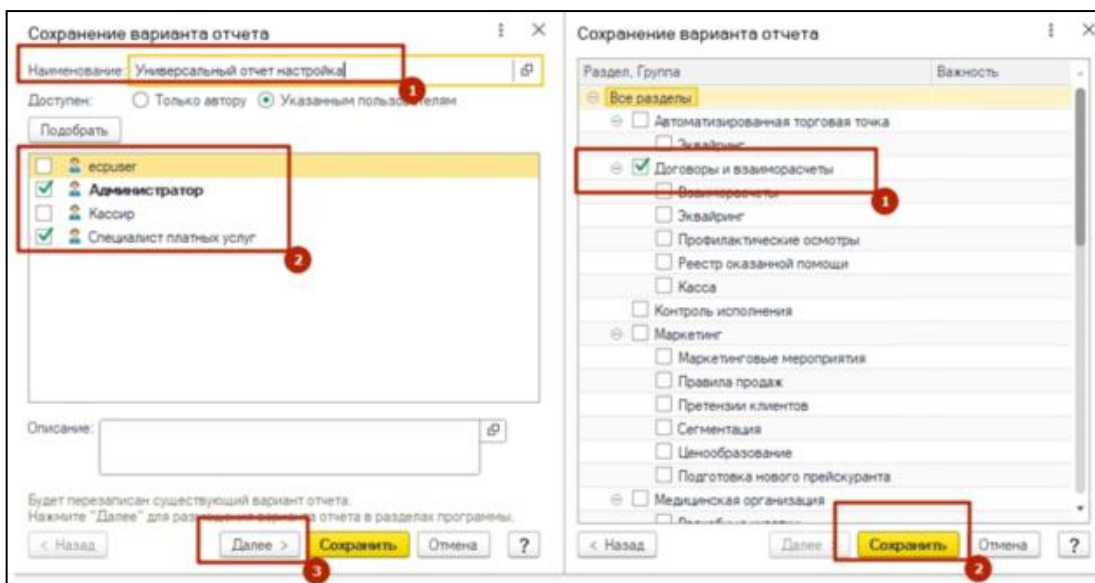 Сохранение варианта отчета
Наименование: Универсальный отчет настройка
1
Доступен: Только автору Указанным пользователям
Подобрать
ecpuser
Администратор
Кассир
Специалист платных услуг
2
Описание:
Будет перезаписан существующий вариант отчета.
Нажмите "Далее" для размещения варианта отчета в разделах программы.
< Назад Далее > Сохранить Отмена ?
3
Сохранение варианта отчета
Раздел, Группа Важность
Все разделы
Автоматизированная торговая точка
Эквайринг
Договоры и взаиморасчеты
Взаиморасчеты
1
Эквайринг
Профилактические осмотры
Реестр оказанной помощи
Касса
Контроль исполнения
Маркетинг
Маркетинговые мероприятия
Правила продаж
Претензии клиентов
Сегментация
Ценообразование
Подготовка нового прейскуранта
Медицинская организация
< Назад Далее > Сохранить Отмена ?
2